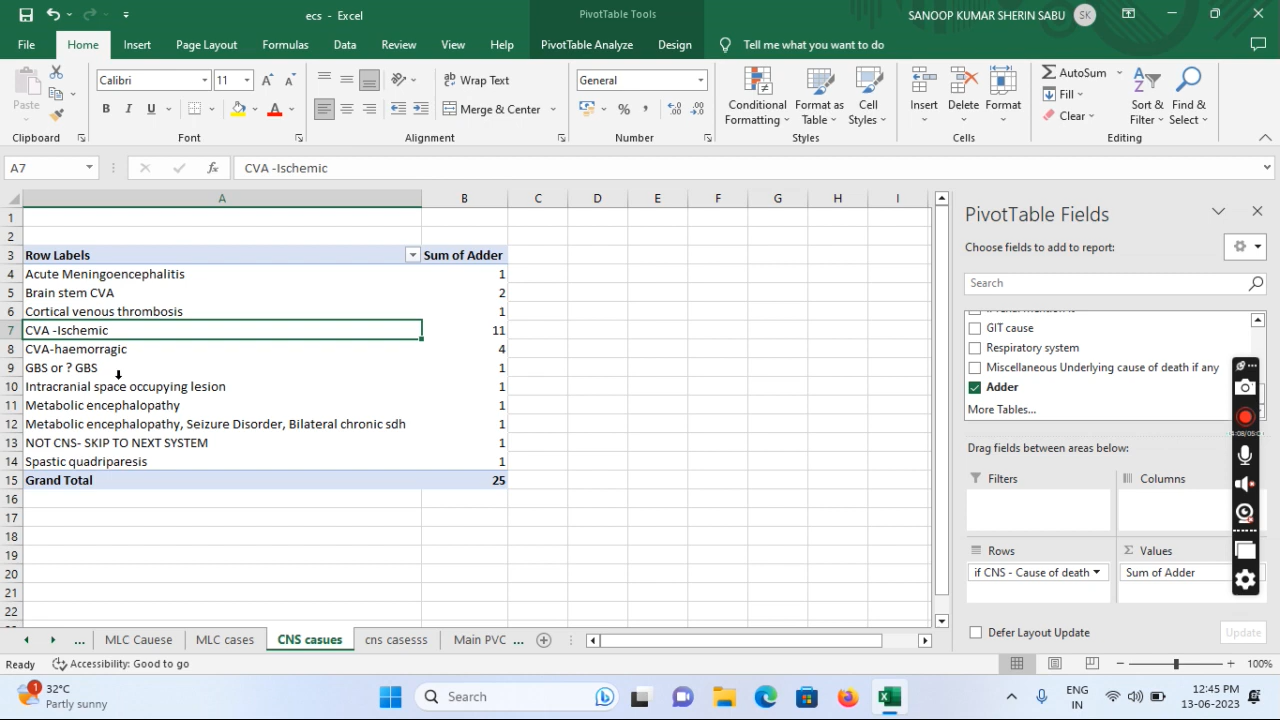 ecs - Excel
PivotTable Tools
SANOOP KUMAR SHERIN SABU
SK
File
Home
Insert
Page Layout
Formulas
Data
Review
View
Help
PivotTable Analyze
Design
Tell me what you want to do
Paste
Clipboard
Calibri
11
A
A
B
I
U
A
Font
Wrap Text
Merge & Center
Alignment
General
%
Number
Conditional
Formatting
Format as
Table
Cell
Styles
Styles
Insert
Delete
Format
Cells
AutoSum
Fill
Clear
Sort &
Filter
Find &
Select
Editing
A7
fx
CVA -Ischemic
A B C D E F G H I
1
2
3 Row Labels Sum of Adder
4 Acute Meningoencephalitis 1
5 Brain stem CVA 2
6 Cortical venous thrombosis 1
7 CVA -Ischemic 11
8 CVA-haemorragic 4
9 GBS or ? GBS 1
10 Intracranial space occupying lesion 1
11 Metabolic encephalopathy 1
12 Metabolic encephalopathy, Seizure Disorder, Bilateral chronic sdh 1
13 NOT CNS- SKIP TO NEXT SYSTEM 1
14 Spastic quadriparesis 1
15 Grand Total 25
16
17
18
19
20
21
22
PivotTable Fields
Choose fields to add to report:
Search
GIT cause
Respiratory system
Miscellaneous Underlying cause of death if any
Adder
More Tables...
Drag fields between areas below:
Filters
Columns
Rows
Σ Values
if CNS - Cause of death
Sum of Adder
Defer Layout Update
Update
... MLC Cauese MLC cases CNS casues cns casesss Main PVC ...
Ready
Accessibility: Good to go
100%
1
32°C
Partly sunny
Search
ENG
IN
12:45 PM
13-06-2023